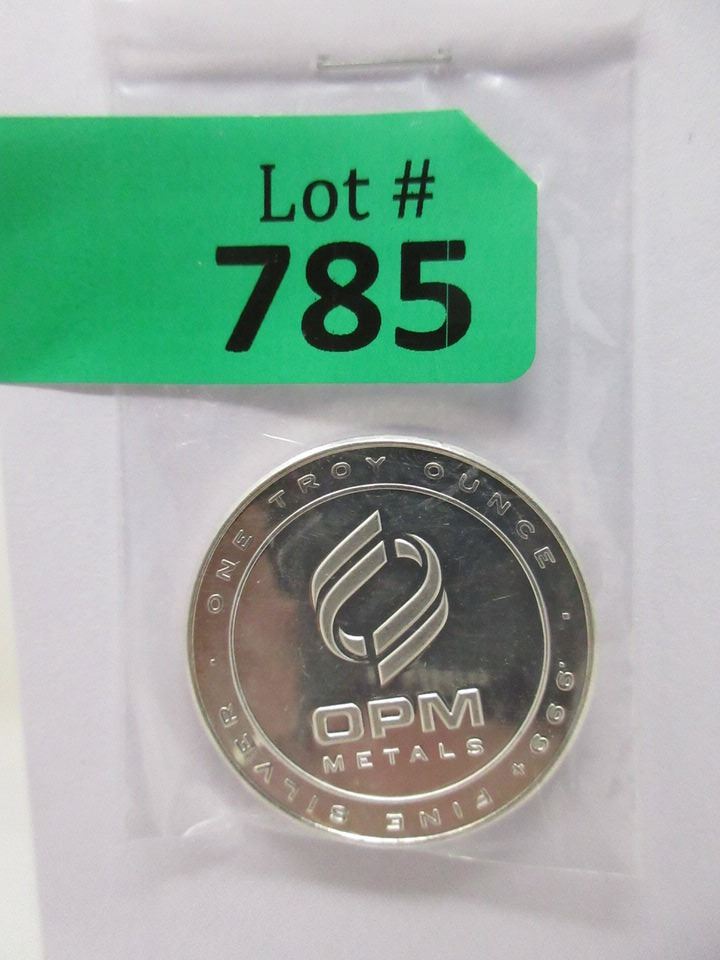 Lot #
785
ONE TROY OUNCE · .999+ FINE SILVER ·
OPM
METALS